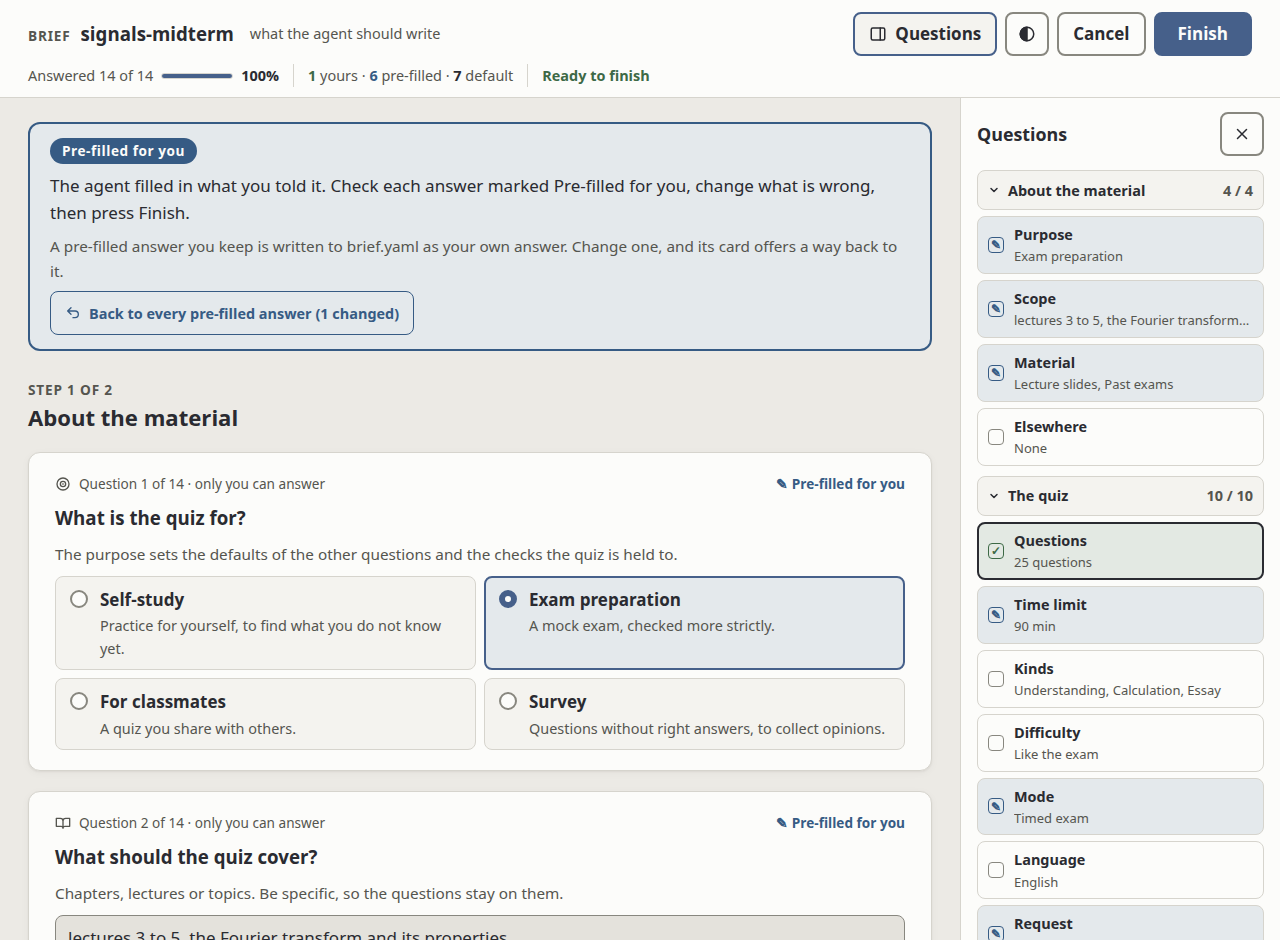 BRIEF signals-midterm what the agent should write
Questions
Cancel
Finish
Answered 14 of 14 100% 1 yours · 6 pre-filled · 7 default Ready to finish
Pre-filled for you
The agent filled in what you told it. Check each answer marked Pre-filled for you, change what is wrong,
then press Finish.
A pre-filled answer you keep is written to brief.yaml as your own answer. Change one, and its card offers a way back to
it.
Back to every pre-filled answer (1 changed)
STEP 1 OF 2
About the material
Question 1 of 14 · only you can answer
✎ Pre-filled for you
What is the quiz for?
The purpose sets the defaults of the other questions and the checks the quiz is held to.
Self-study
Practice for yourself, to find what you do not know
yet.
Exam preparation
A mock exam, checked more strictly.
For classmates
A quiz you share with others.
Survey
Questions without right answers, to collect opinions.
Question 2 of 14 · only you can answer
✎ Pre-filled for you
What should the quiz cover?
Chapters, lectures or topics. Be specific, so the questions stay on them.
lectures 3 to 5, the Fourier transform and its properties
Questions
About the material 4 / 4
Purpose
Exam preparation
Scope
lectures 3 to 5, the Fourier transform…
Material
Lecture slides, Past exams
Elsewhere
None
The quiz 10 / 10
Questions
25 questions
Time limit
90 min
Kinds
Understanding, Calculation, Essay
Difficulty
Like the exam
Mode
Timed exam
Language
English
Request